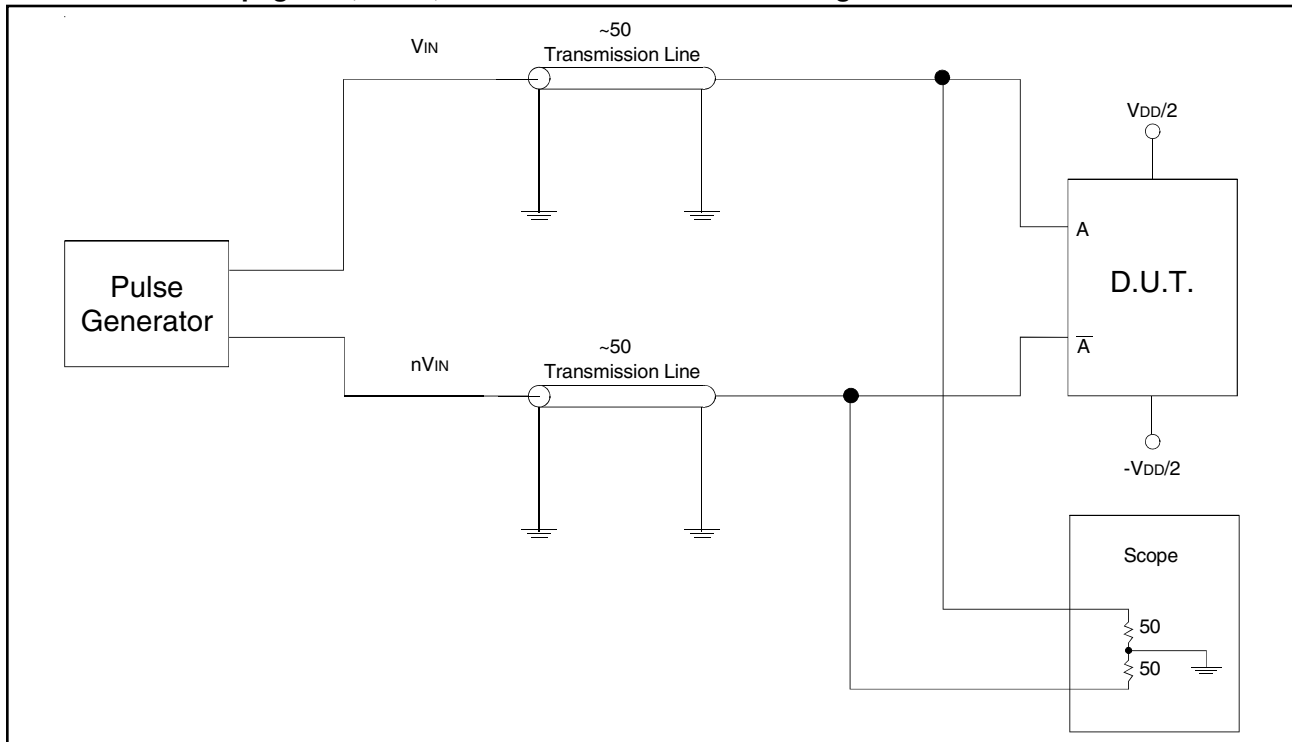 VIN
~50
Transmission Line
VDD/2
A
D.U.T.
Pulse
Generator
A
~50
nVIN
Transmission Line
-VDD/2
Scope
50
50